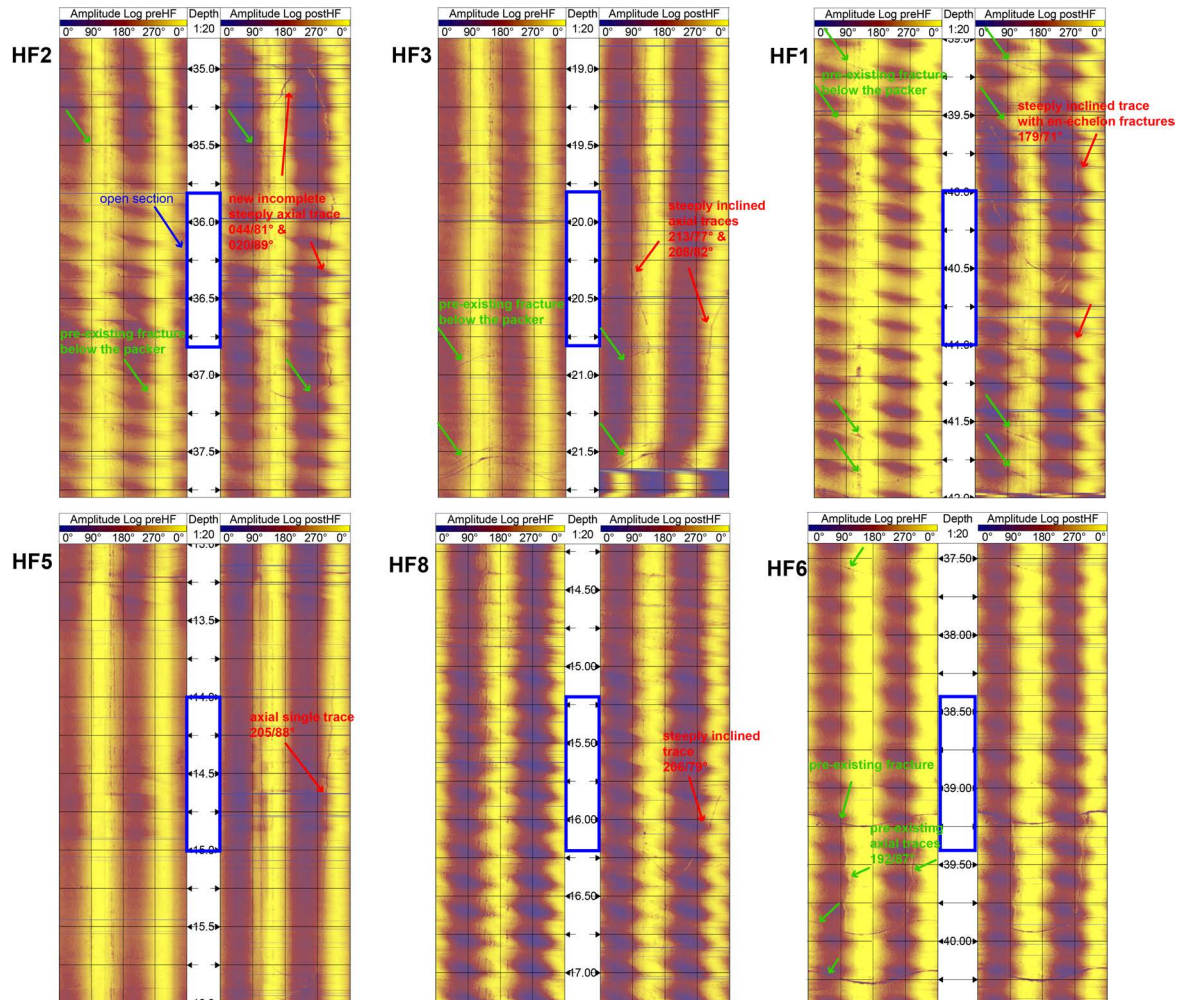 HF2
Amplitude Log preHF Depth Amplitude Log postHF
0° 90° 180° 270° 0° 1:20 0° 90° 180° 270° 0°
35.0
35.5
open section
36.0
new incomplete
steeply axial trace
044/81° &
020/89°
36.5
pre-existing fracture
below the packer
37.0
37.5
HF3
Amplitude Log preHF Depth Amplitude Log postHF
0° 90° 180° 270° 0° 1:20 0° 90° 180° 270° 0°
19.0
19.5
20.0
steeply inclined
axial traces
213/77° &
20.5
pre-existing fracture
below the packer
21.0
21.5
HF1
Amplitude Log preHF Depth Amplitude Log postHF
0° 90° 180° 270° 0° 1:20 0° 90° 180° 270° 0°
39.0
pre-existing fracture
below the packer
39.5
steeply inclined trace
with en-echelon fractures
179/71°
40.0
40.5
41.0
41.5
42.0
HF5
Amplitude Log preHF Depth Amplitude Log postHF
0° 90° 180° 270° 0° 1:20 0° 90° 180° 270° 0°
13.0
13.5
14.0
axial single trace
205/88°
14.5
15.0
15.5
HF8
Amplitude Log preHF Depth Amplitude Log postHF
0° 90° 180° 270° 0° 1:20 0° 90° 180° 270° 0°
14.50
15.00
15.50
steeply inclined
trace
206/79°
16.00
16.50
17.00
HF6
Amplitude Log preHF Depth Amplitude Log postHF
0° 90° 180° 270° 0° 1:20 0° 90° 180° 270° 0°
37.50
38.00
38.50
pre-existing fracture
39.00
pre-existing
axial traces
192/87°
39.50
40.00